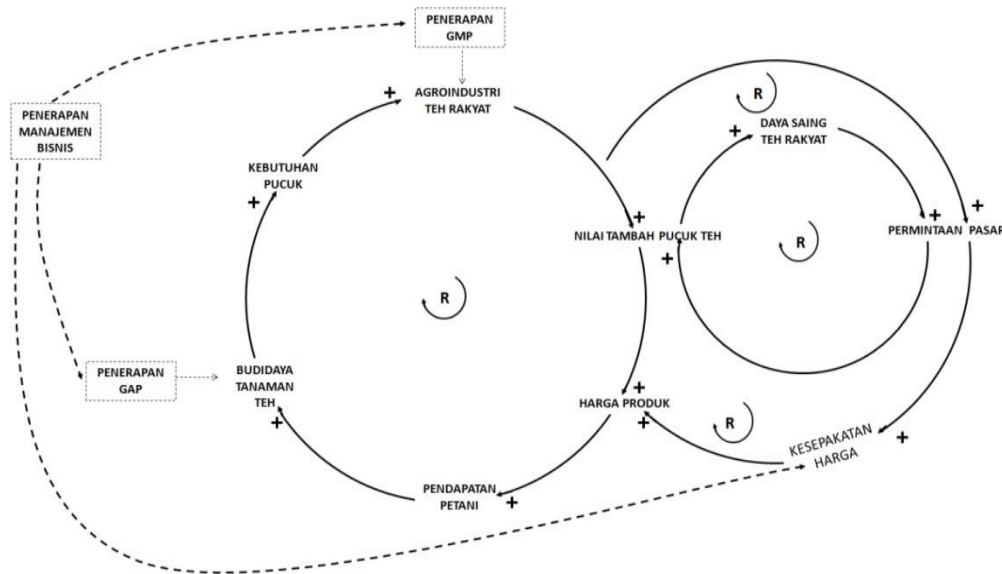 PENERAPAN
GMP
AGROINDUSTRI
TEH RAKYAT
R
DAYA SAING
TEH RAKYAT
PENERAPAN
MANAJEMEN
BISNIS
KEBUTUHAN
PUCUK
NILAI TAMBAH PUCUK TEH
PERMINTAAN PASAR
R
R
PENERAPAN
GAP
BUDIDAYA
TANAMAN
TEH
HARGA PRODUK
R
KESEPAKATAN
HARGA
PENDAPATAN
PETANI
+
+
+
+
+
+
+
+
+
+
+
+